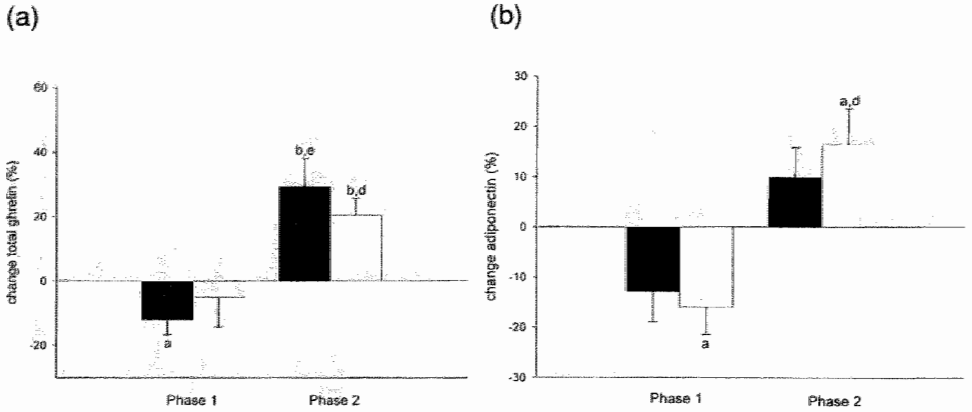 (a)
(b)
60
40
20
0
-20
change total ghrelin (%)
b,e
b,d
a
Phase 1
Phase 2
30
20
10
0
-10
-20
-30
change adiponectin (%)
a,d
a
Phase 1
Phase 2